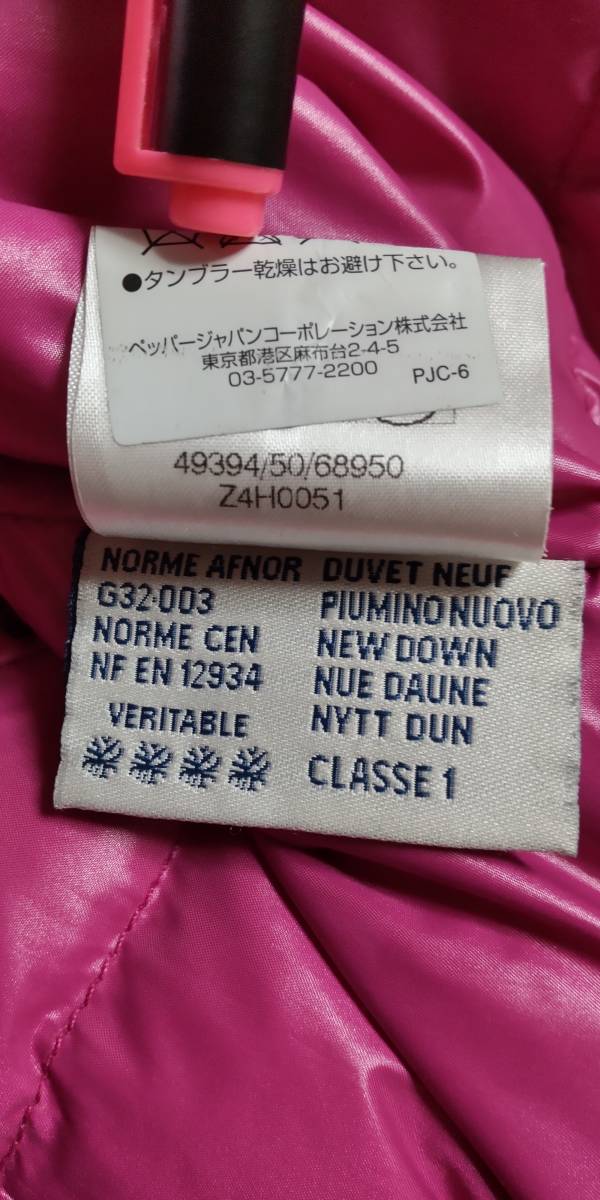 ●タンブラー乾燥はお避け下さい。
ペッパージャパンコーポレーション株式会社
東京都港区麻布台2-4-5
03-5777-2200 PJC-6
49394/50/68950
Z4H0051
NORME AFNOR
G32-003
NORME CEN
NF EN 12934
VERITABLE
DUVET NEUF
PIUMINO NUOVO
NEW DOWN
NUE DAUNE
NYTT DUN
CLASSE 1